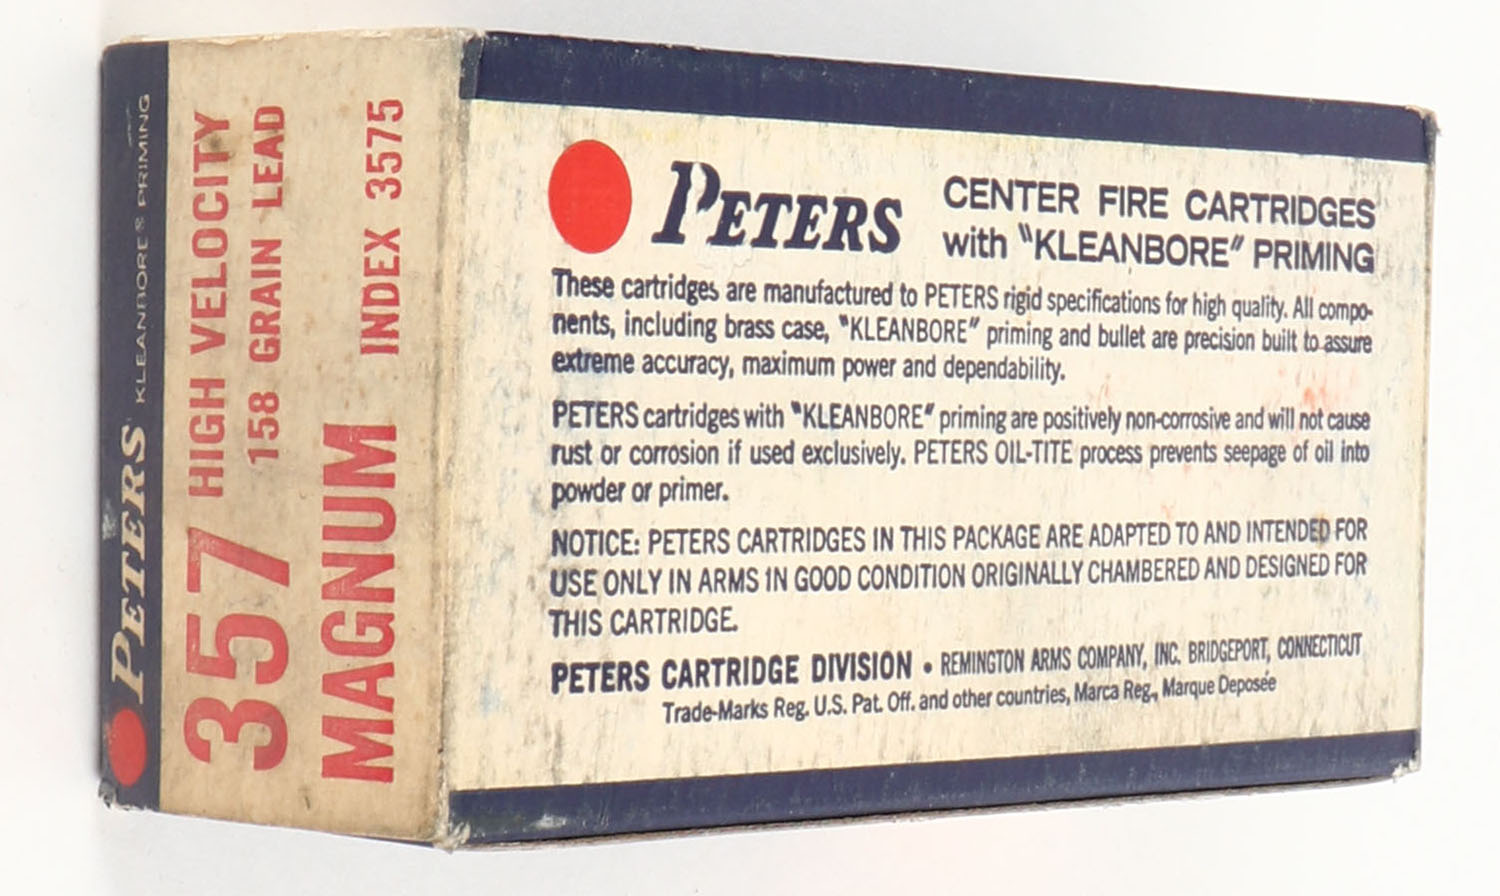 PETERS KLEANBORE® PRIMING
357 HIGH VELOCITY
158 GRAIN LEAD
MAGNUM INDEX 3575
PETERS
CENTER FIRE CARTRIDGES
with "KLEANBORE" PRIMING
These cartridges are manufactured to PETERS rigid specifications for high quality. All compo-
nents, including brass case, "KLEANBORE" priming and bullet are precision built to assure
extreme accuracy, maximum power and dependability.
PETERS cartridges with "KLEANBORE" priming are positively non-corrosive and will not cause
rust or corrosion if used exclusively. PETERS OIL-TITE process prevents seepage of oil into
powder or primer.
NOTICE: PETERS CARTRIDGES IN THIS PACKAGE ARE ADAPTED TO AND INTENDED FOR
USE ONLY IN ARMS IN GOOD CONDITION ORIGINALLY CHAMBERED AND DESIGNED FOR
THIS CARTRIDGE.
PETERS CARTRIDGE DIVISION • REMINGTON ARMS COMPANY, INC. BRIDGEPORT, CONNECTICUT
Trade-Marks Reg. U.S. Pat. Off. and other countries, Marca Reg., Marque Deposée